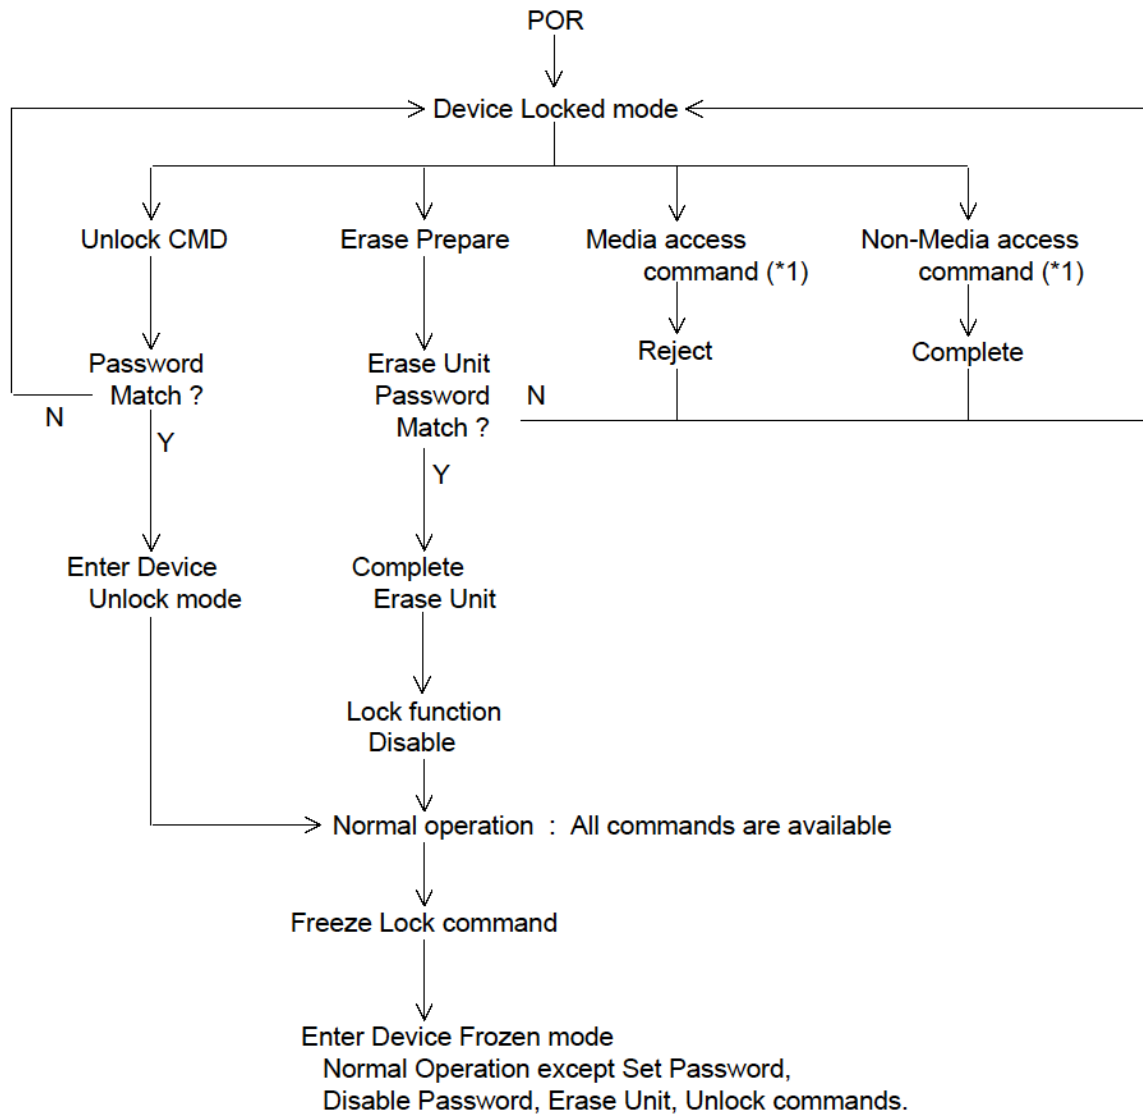 POR
Device Locked mode
Unlock CMD
Erase Prepare
Media access
command (*1)
Non-Media access
command (*1)
Password
Match ?
N
Y
Erase Unit
Password
Match ?
N
Y
Reject
Complete
Enter Device
Unlock mode
Complete
Erase Unit
Lock function
Disable
Normal operation : All commands are available
Freeze Lock command
Enter Device Frozen mode
Normal Operation except Set Password,
Disable Password, Erase Unit, Unlock commands.